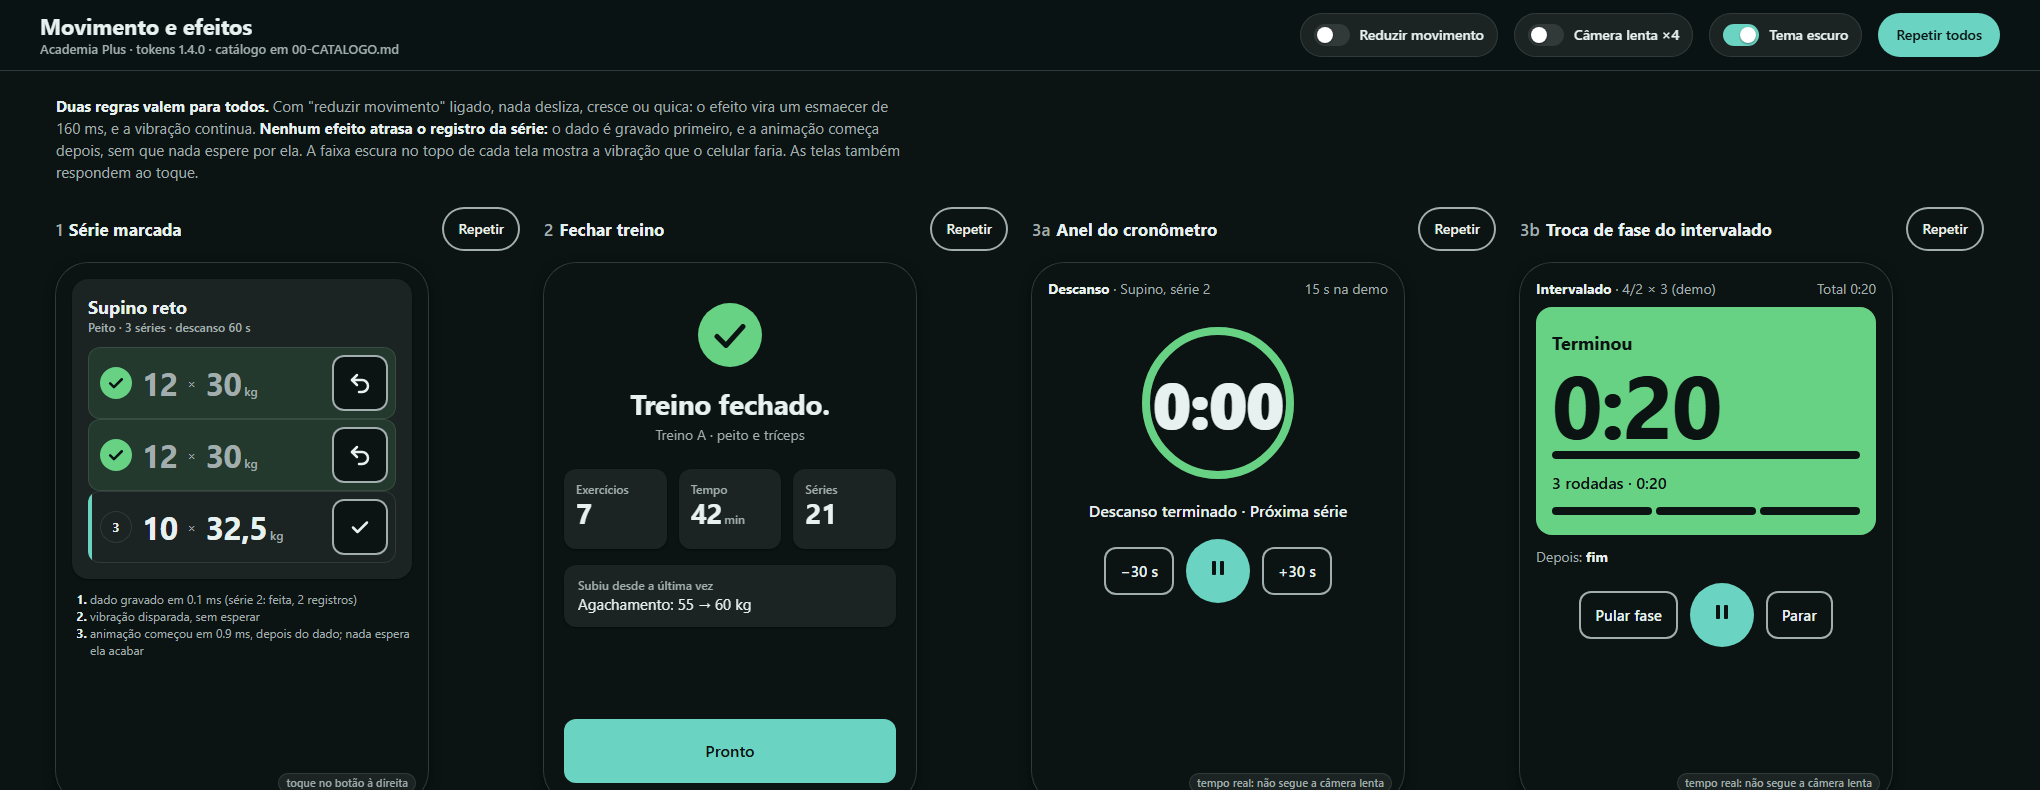 Movimento e efeitos
Academia Plus · tokens 1.4.0 · catálogo em 00-CATALOGO.md
Reduzir movimento
Câmera lenta ×4
Tema escuro
Repetir todos
Duas regras valem para todos. Com "reduzir movimento" ligado, nada desliza, cresce ou quica: o efeito vira um esmaecer de
160 ms, e a vibração continua. Nenhum efeito atrasa o registro da série: o dado é gravado primeiro, e a animação começa
depois, sem que nada espere por ela. A faixa escura no topo de cada tela mostra a vibração que o celular faria. As telas também
respondem ao toque.
1 Série marcada
Repetir
Supino reto
Peito · 3 séries · descanso 60 s
12 × 30 kg
12 × 30 kg
3 10 × 32,5 kg
1. dado gravado em 0.1 ms (série 2: feita, 2 registros)
2. vibração disparada, sem esperar
3. animação começou em 0.9 ms, depois do dado; nada espera
ela acabar
toque no botão à direita
2 Fechar treino
Repetir
Treino fechado.
Treino A · peito e tríceps
Exercícios
7
Tempo
42 min
Séries
21
Subiu desde a última vez
Agachamento: 55 → 60 kg
Pronto
3a Anel do cronômetro
Repetir
Descanso · Supino, série 2
15 s na demo
0:00
Descanso terminado · Próxima série
−30 s
+30 s
tempo real: não segue a câmera lenta
3b Troca de fase do intervalado
Repetir
Intervalado · 4/2 × 3 (demo)
Total 0:20
Terminou
0:20
3 rodadas · 0:20
Depois: fim
Pular fase
Parar
tempo real: não segue a câmera lenta